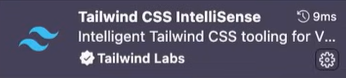 Tailwind CSS IntelliSense 9ms
Intelligent Tailwind CSS tooling for V...
Tailwind Labs